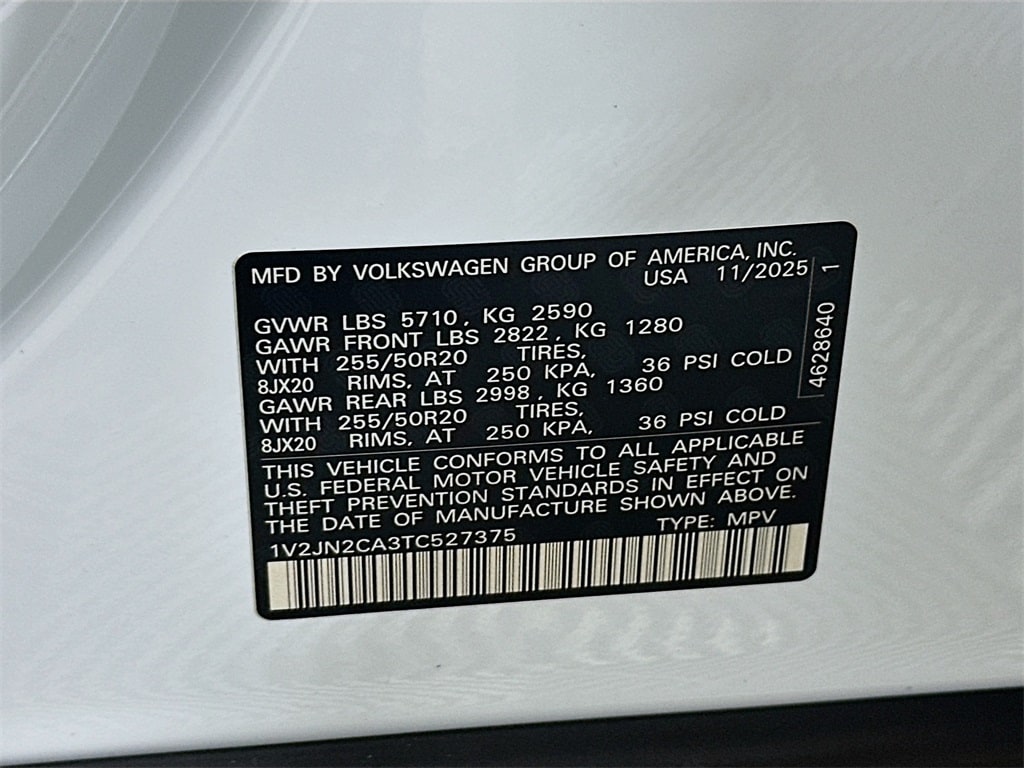 MFD BY VOLKSWAGEN GROUP OF AMERICA, INC.
USA 11/2025
GVWR LBS 5710, KG 2590
GAWR FRONT LBS 2822, KG 1280
WITH 255/50R20 TIRES,
8JX20 RIMS, AT 250 KPA, 36 PSI COLD
GAWR REAR LBS 2998, KG 1360
WITH 255/50R20 TIRES,
8JX20 RIMS, AT 250 KPA, 36 PSI COLD
THIS VEHICLE CONFORMS TO ALL APPLICABLE
U.S. FEDERAL MOTOR VEHICLE SAFETY AND
THEFT PREVENTION STANDARDS IN EFFECT ON
THE DATE OF MANUFACTURE SHOWN ABOVE.
1V2JN2CA3TC527375 TYPE: MPV
4628640 1